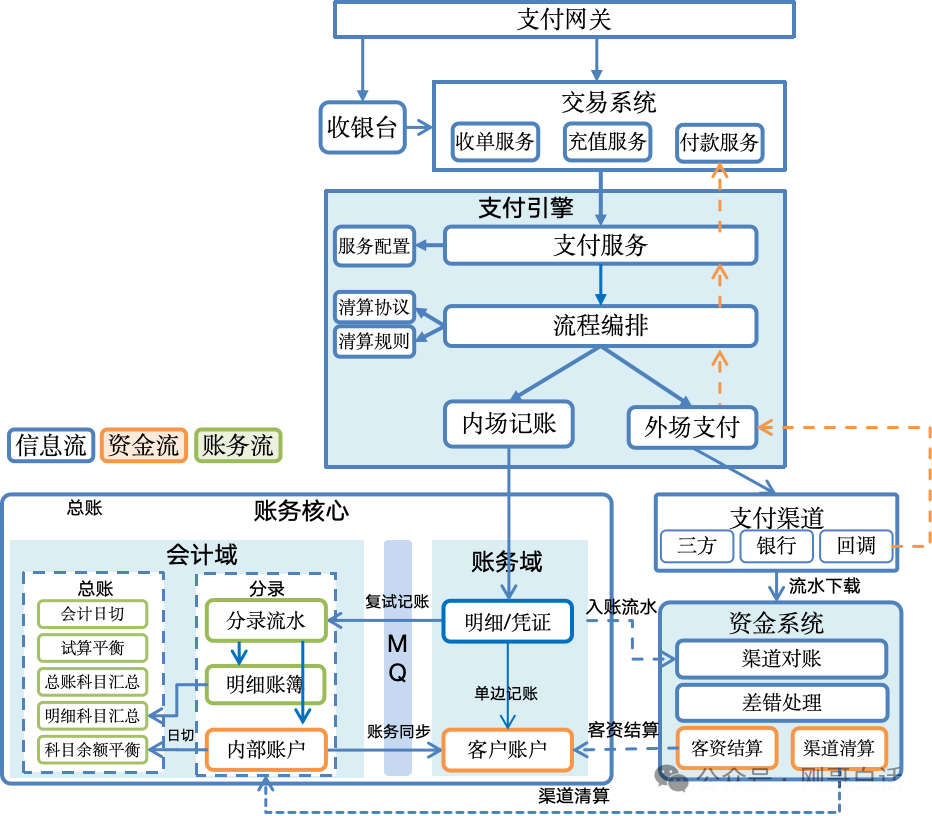 支付网关
交易系统
收银台
收单服务
充值服务
付款服务
支付引擎
服务配置
支付服务
清算协议
清算规则
流程编排
内场记账
外场支付
信息流
资金流
账务流
总账
账务核心
支付渠道
三方
银行
回调
会计域
账务域
流水下载
总账
分录
复试记账
入账流水
资金系统
会计日切
分录流水
明细/凭证
渠道对账
试算平衡
MQ
总账科目汇总
明细账簿
单边记账
差错处理
明细科目汇总
日切
账务同步
客资结算
科目余额平衡
内部账户
客户账户
客资结算
渠道清算
公众号 · 刚哥白话
渠道清算